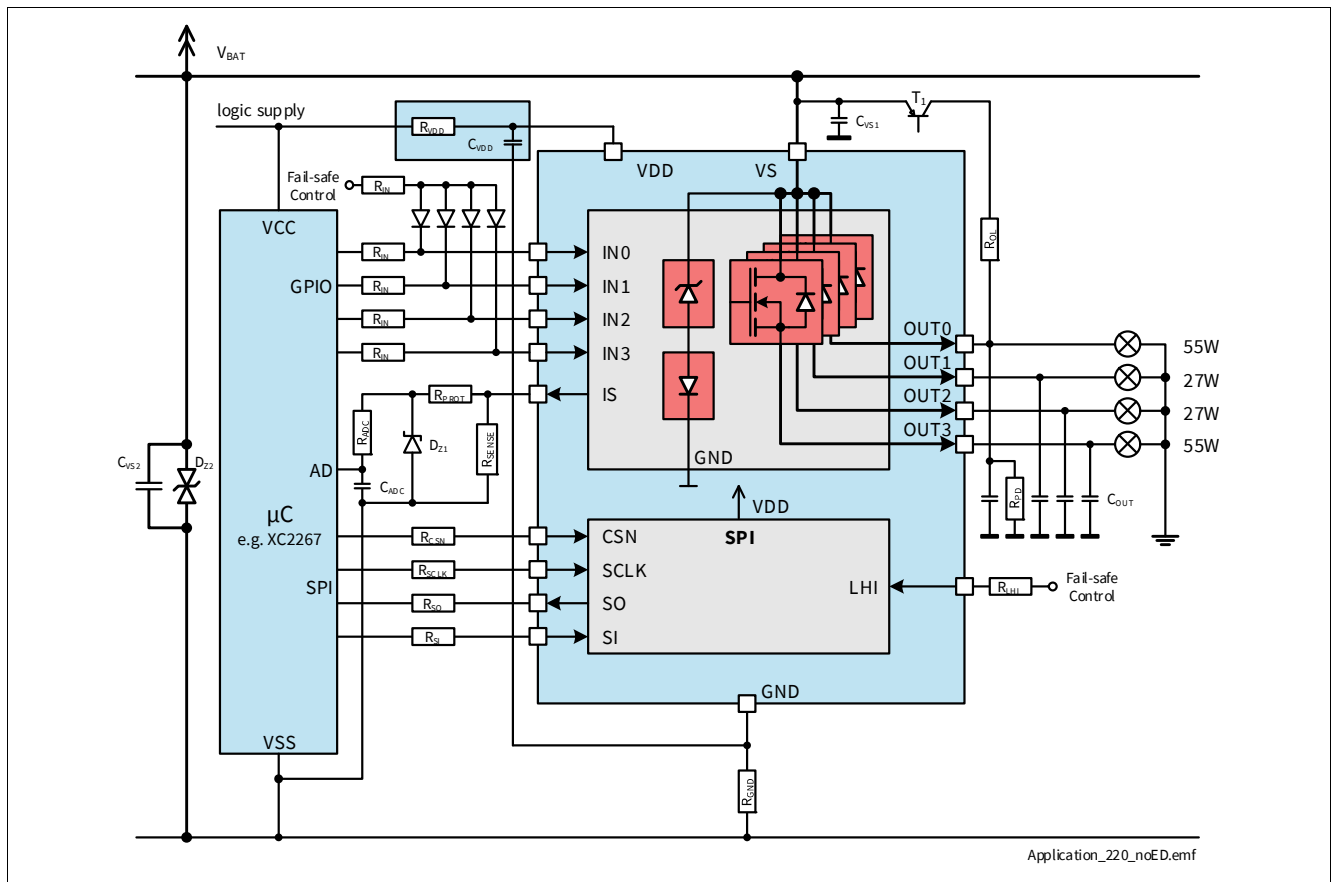 VBAT
logic supply
T1
RVDD
CVDD
CVS1
VDD
VS
Fail-safe
Control
RIN
VCC
ROL
RIN
IN0
GPIO
RIN
IN1
RIN
IN2
OUT0
55W
RIN
IN3
OUT1
27W
RPROT
IS
OUT2
27W
RADC
DZ1
RSENSE
OUT3
55W
GND
CVS2
DZ2
AD
CADC
RPD
COUT
VDD
µC
e.g. XC2267
RCSN
CSN
SPI
RSCLK
SCLK
SPI
LHI
RLHI
Fail-safe
Control
RSO
SO
RSI
SI
GND
VSS
RGND
Application_220_noED.emf